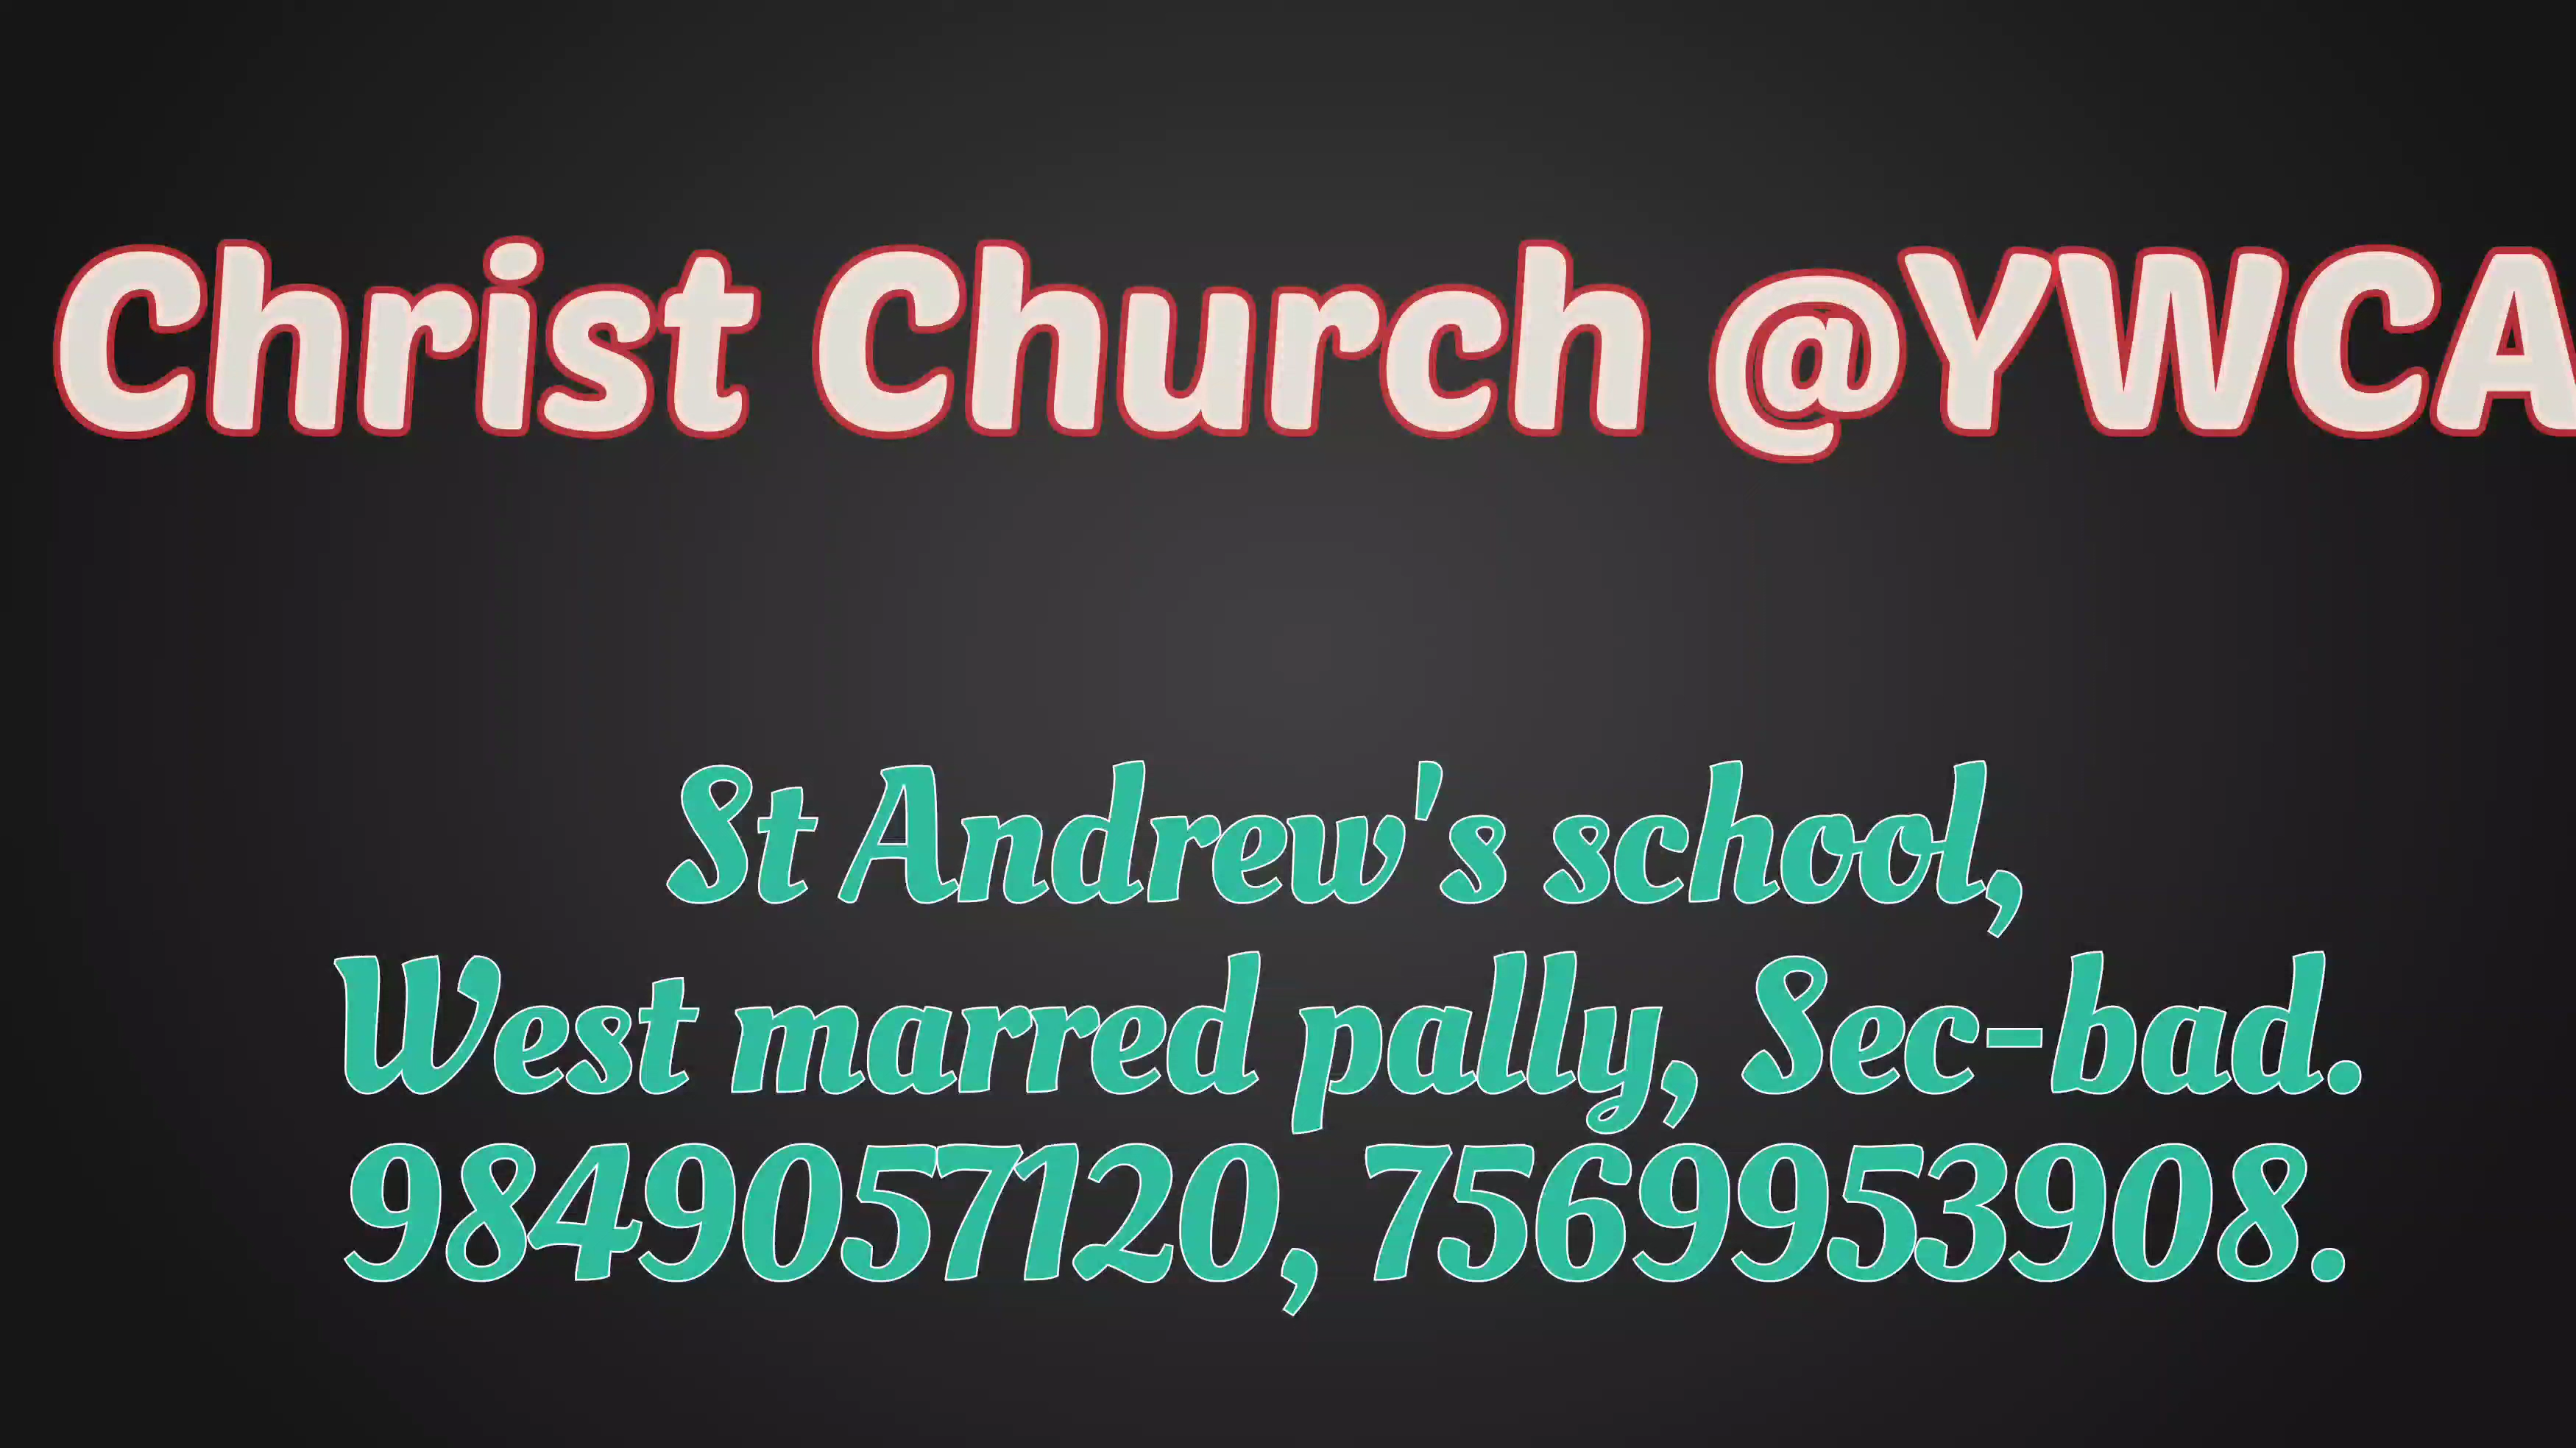 Christ Church @YWCA
St Andrew's school,
West marred pally, Sec-bad.
9849057120, 7569953908.